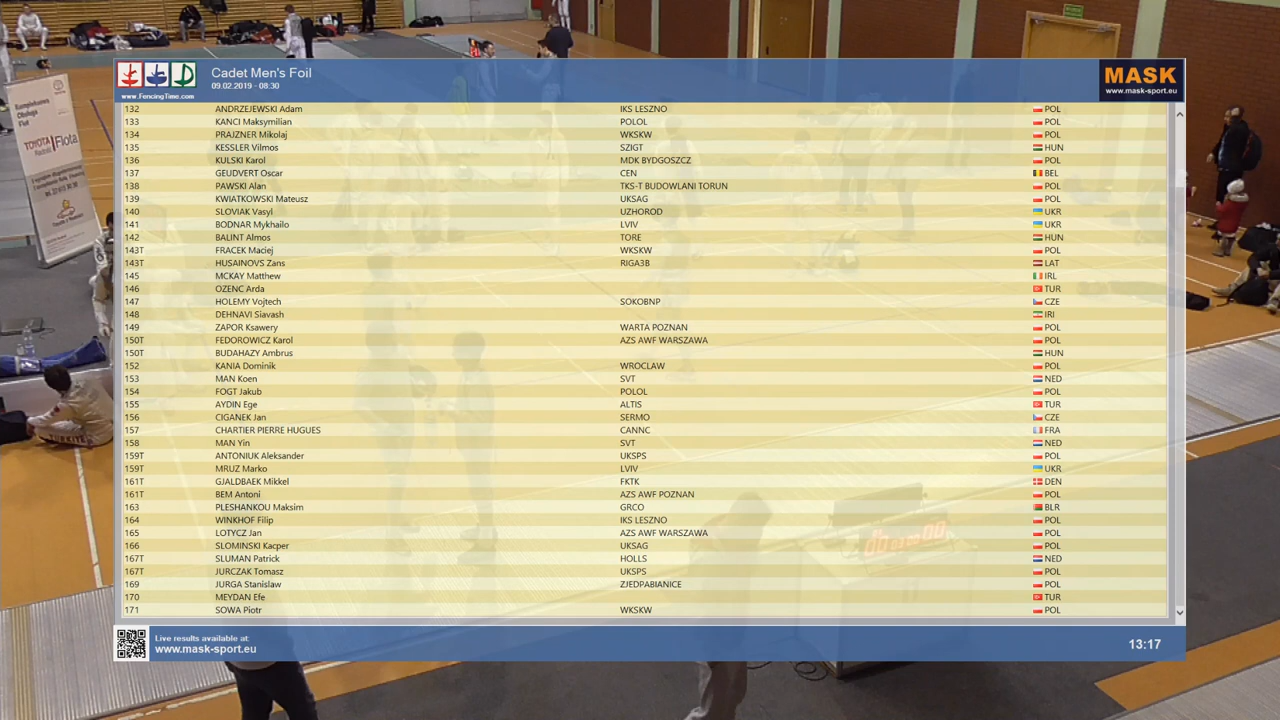 Cadet Men's Foil
09.02.2019 - 08:30
www.FencingTime.com
MASK
www.mask-sport.eu
132 ANDRZEJEWSKI Adam IKS LESZNO POL
133 KANCI Maksymilian POLOL POL
134 PRAJZNER Mikolaj WKSKW POL
135 KESSLER Vilmos SZIGT HUN
136 KULSKI Karol MDK BYDGOSZCZ POL
137 GEUDVERT Oscar CEN BEL
138 PAWSKI Alan TKS-T BUDOWLANI TORUN POL
139 KWIATKOWSKI Mateusz UKSAG POL
140 SLOVIAK Vasyl UZHOROD UKR
141 BODNAR Mykhailo LVIV UKR
142 BALINT Almos TORE HUN
143T FRACEK Maciej WKSKW POL
143T HUSAINOVS Zans RIGA3B LAT
145 MCKAY Matthew IRL
146 OZENC Arda TUR
147 HOLEMY Vojtech SOKOBNP CZE
148 DEHNAVI Siavash IRI
149 ZAPOR Ksawery WARTA POZNAN POL
150T FEDOROWICZ Karol AZS AWF WARSZAWA POL
150T BUDAHAZY Ambrus HUN
152 KANIA Dominik WROCLAW POL
153 MAN Koen SVT NED
154 FOGT Jakub POLOL POL
155 AYDIN Ege ALTIS TUR
156 CIGANEK Jan SERMO CZE
157 CHARTIER PIERRE HUGUES CANNC FRA
158 MAN Yin SVT NED
159T ANTONIUK Aleksander UKSPS POL
159T MRUZ Marko LVIV UKR
161T GJALDBAEK Mikkel FKTK DEN
161T BEM Antoni AZS AWF POZNAN POL
163 PLESHANKOU Maksim GRCO BLR
164 WINKHOF Filip IKS LESZNO POL
165 LOTYCZ Jan AZS AWF WARSZAWA POL
166 SLOMINSKI Kacper UKSAG POL
167T SLUMAN Patrick HOLLS NED
167T JURCZAK Tomasz UKSPS POL
169 JURGA Stanislaw ZJEDPABIANICE POL
170 MEYDAN Efe TUR
171 SOWA Piotr WKSKW POL
Live results available at:
www.mask-sport.eu
13:17
Kompleksowa
Obsługa
Flot
TOYOTA
Flota